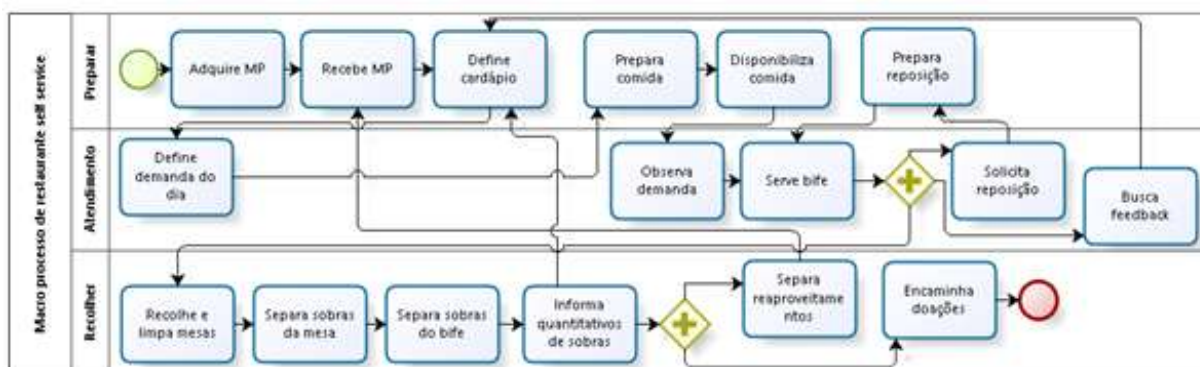 Macro processo de restaurante self service
Preparar
Adquire MP
Recebe MP
Define
cardápio
Prepara
comida
Disponibiliza
comida
Prepara
reposição
Atendimento
Define
demanda do
dia
Observa
demanda
Serve bife
Solicita
reposição
Busca
feedback
Recolher
Recolhe e
limpa mesas
Separa sobras
da mesa
Separa sobras
do bife
Informa
quantitativos
de sobras
Separa
reaproveitame
ntos
Encaminha
doações